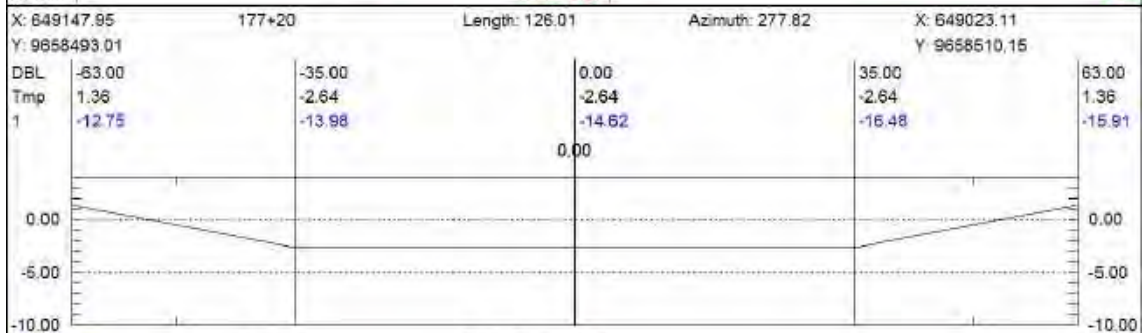 X: 649147.95 177+20 Length: 126.01 Azimuth: 277.82 X: 649023.11
Y: 9658493.01 Y: 9658510.15
DBL -63.00 -35.00 0.00 35.00 63.00
Tmp 1.36 -2.64 -2.64 -2.64 1.36
1 -12.75 -13.98 -14.62 -16.48 -15.91
0.00
0.00 0.00
-5.00 -5.00
-10.00 -10.00